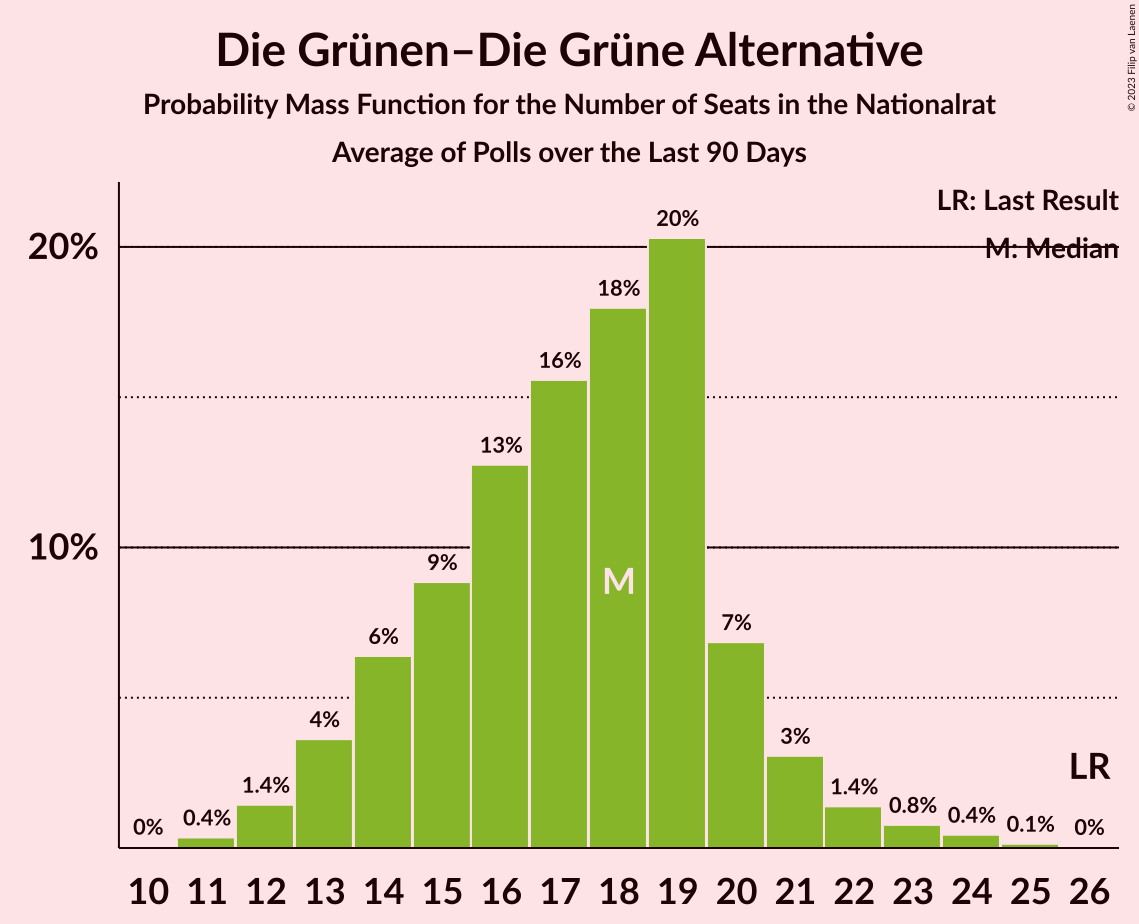 Die Grünen–Die Grüne Alternative
Probability Mass Function for the Number of Seats in the Nationalrat
Average of Polls over the Last 90 Days
© 2023 Filip van Laenen
LR: Last Result
M: Median
20%
10%
0%
0.4%
1.4%
4%
6%
9%
13%
16%
18%
20%
7%
3%
1.4%
0.8%
0.4%
0.1%
0%
M
LR
10 11 12 13 14 15 16 17 18 19 20 21 22 23 24 25 26